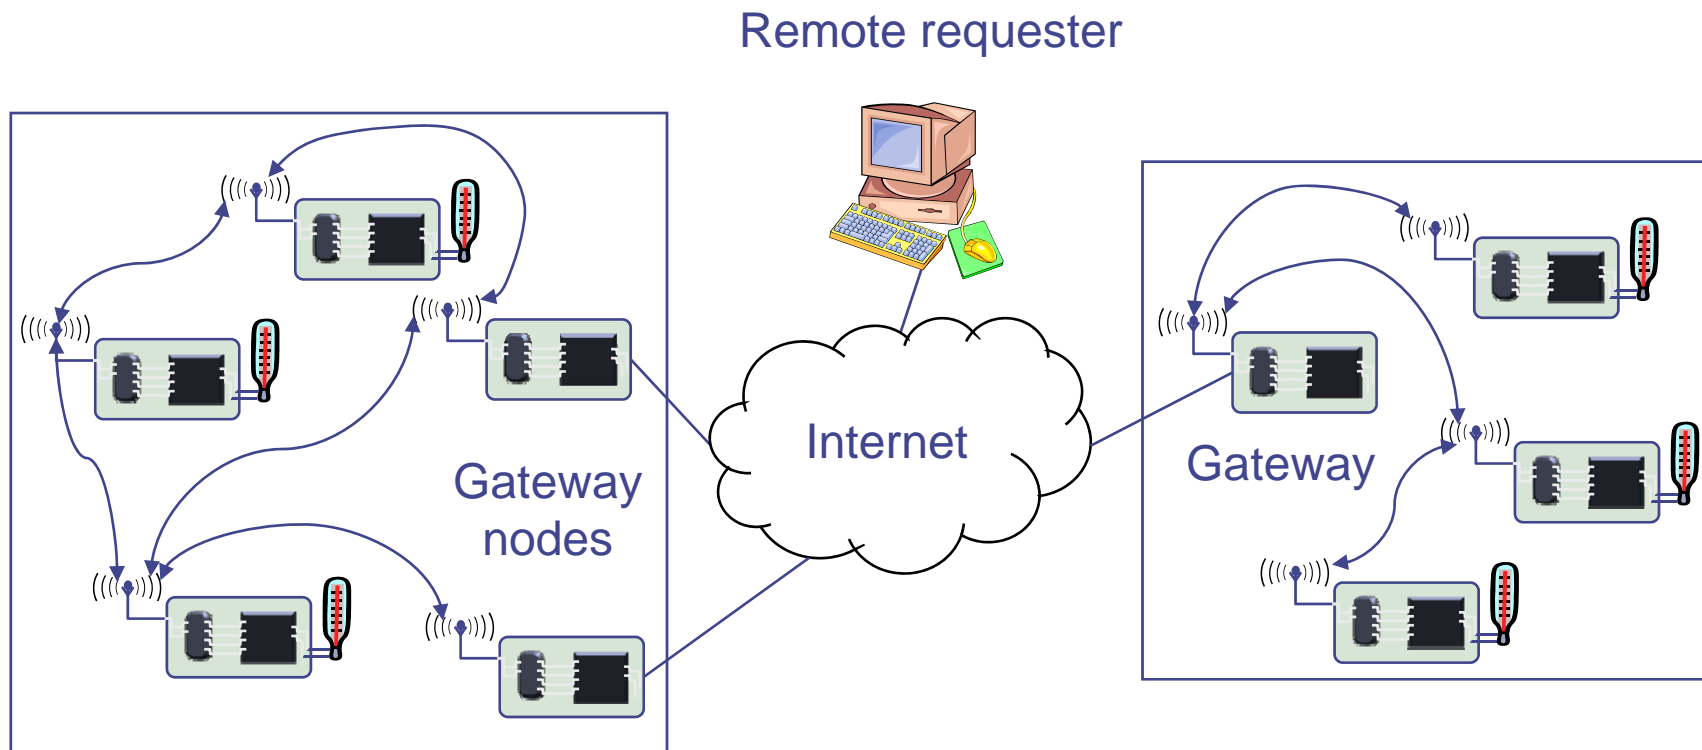 Remote requester
Internet
Gateway
nodes
Gateway